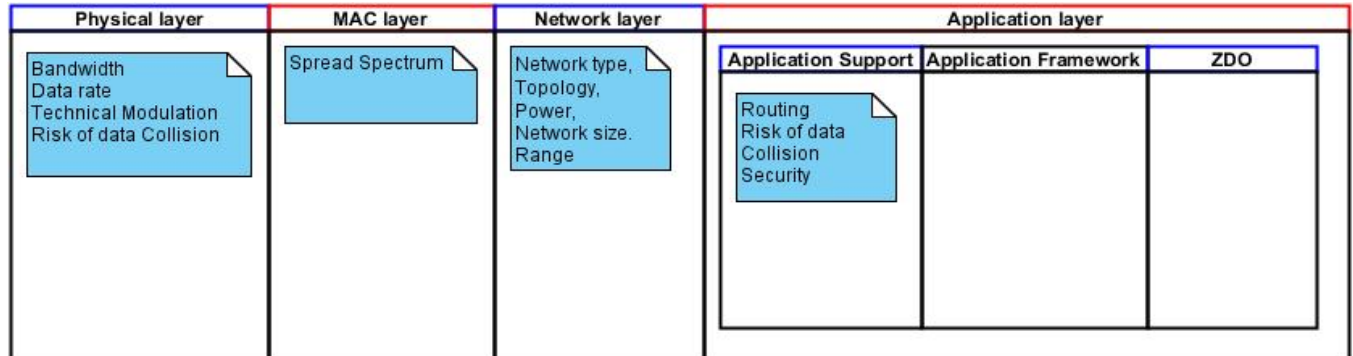 Physical layer
MAC layer
Network layer
Application layer
Bandwidth
Data rate
Technical Modulation
Risk of data Collision
Spread Spectrum
Network type,
Topology,
Power,
Network size.
Range
Application Support
Application Framework
ZDO
Routing
Risk of data
Collision
Security